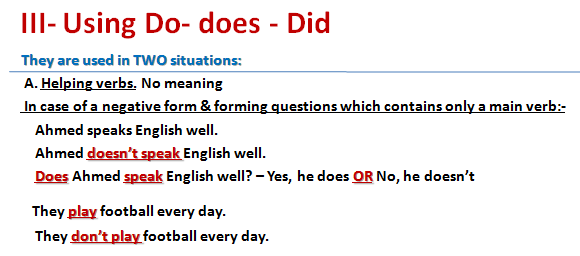 III- Using Do- does - Did
They are used in TWO situations:
A. Helping verbs. No meaning
In case of a negative form & forming questions which contains only a main verb:-
Ahmed speaks English well.
Ahmed doesn't speak English well.
Does Ahmed speak English well? – Yes, he does OR No, he doesn't
They play football every day.
They don't play football every day.